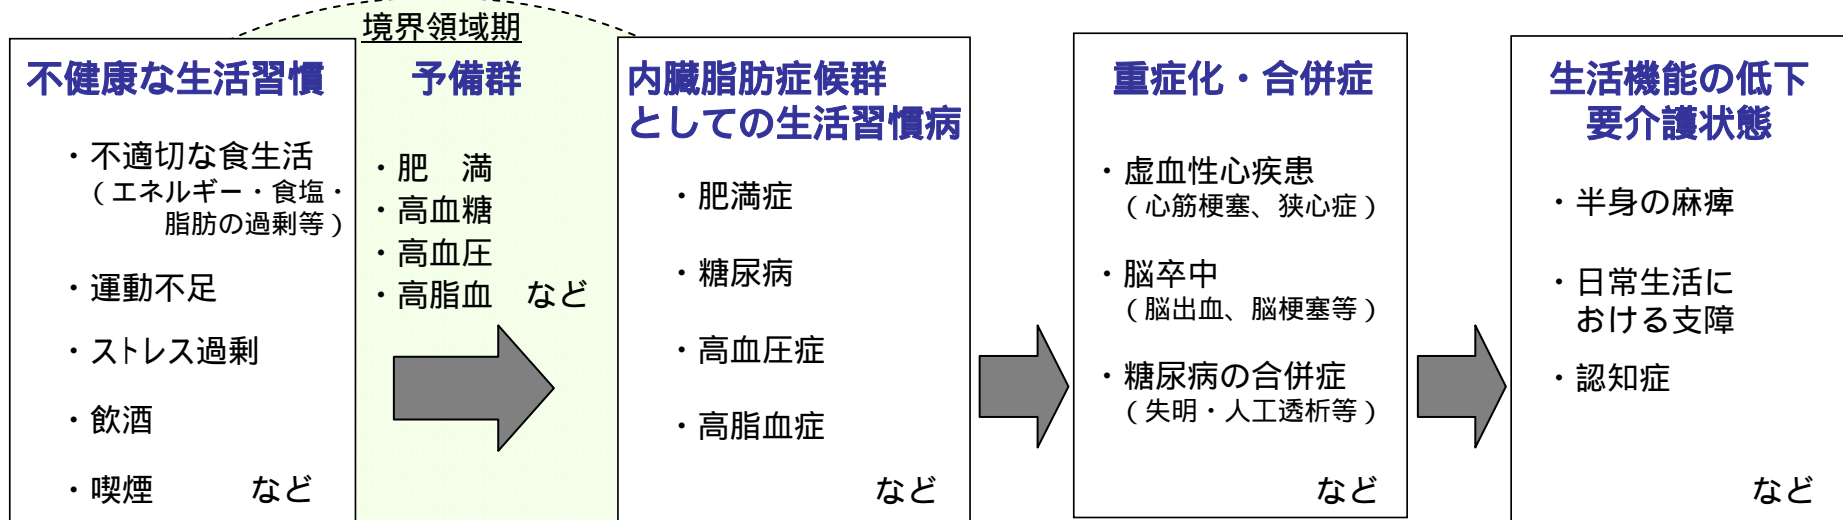 境界領域期
不健康な生活習慣
・不適切な食生活
（エネルギー・食塩・
脂肪の過剰等）
・運動不足
・ストレス過剰
・飲酒
・喫煙　など
予備群
・肥　満
・高血糖
・高血圧
・高脂血　など
内臓脂肪症候群
としての生活習慣病
・肥満症
・糖尿病
・高血圧症
・高脂血症
など
重症化・合併症
・虚血性心疾患
（心筋梗塞、狭心症）
・脳卒中
（脳出血、脳梗塞等）
・糖尿病の合併症
（失明・人工透析等）
など
生活機能の低下
要介護状態
・半身の麻痺
・日常生活に
おける支障
・認知症
など